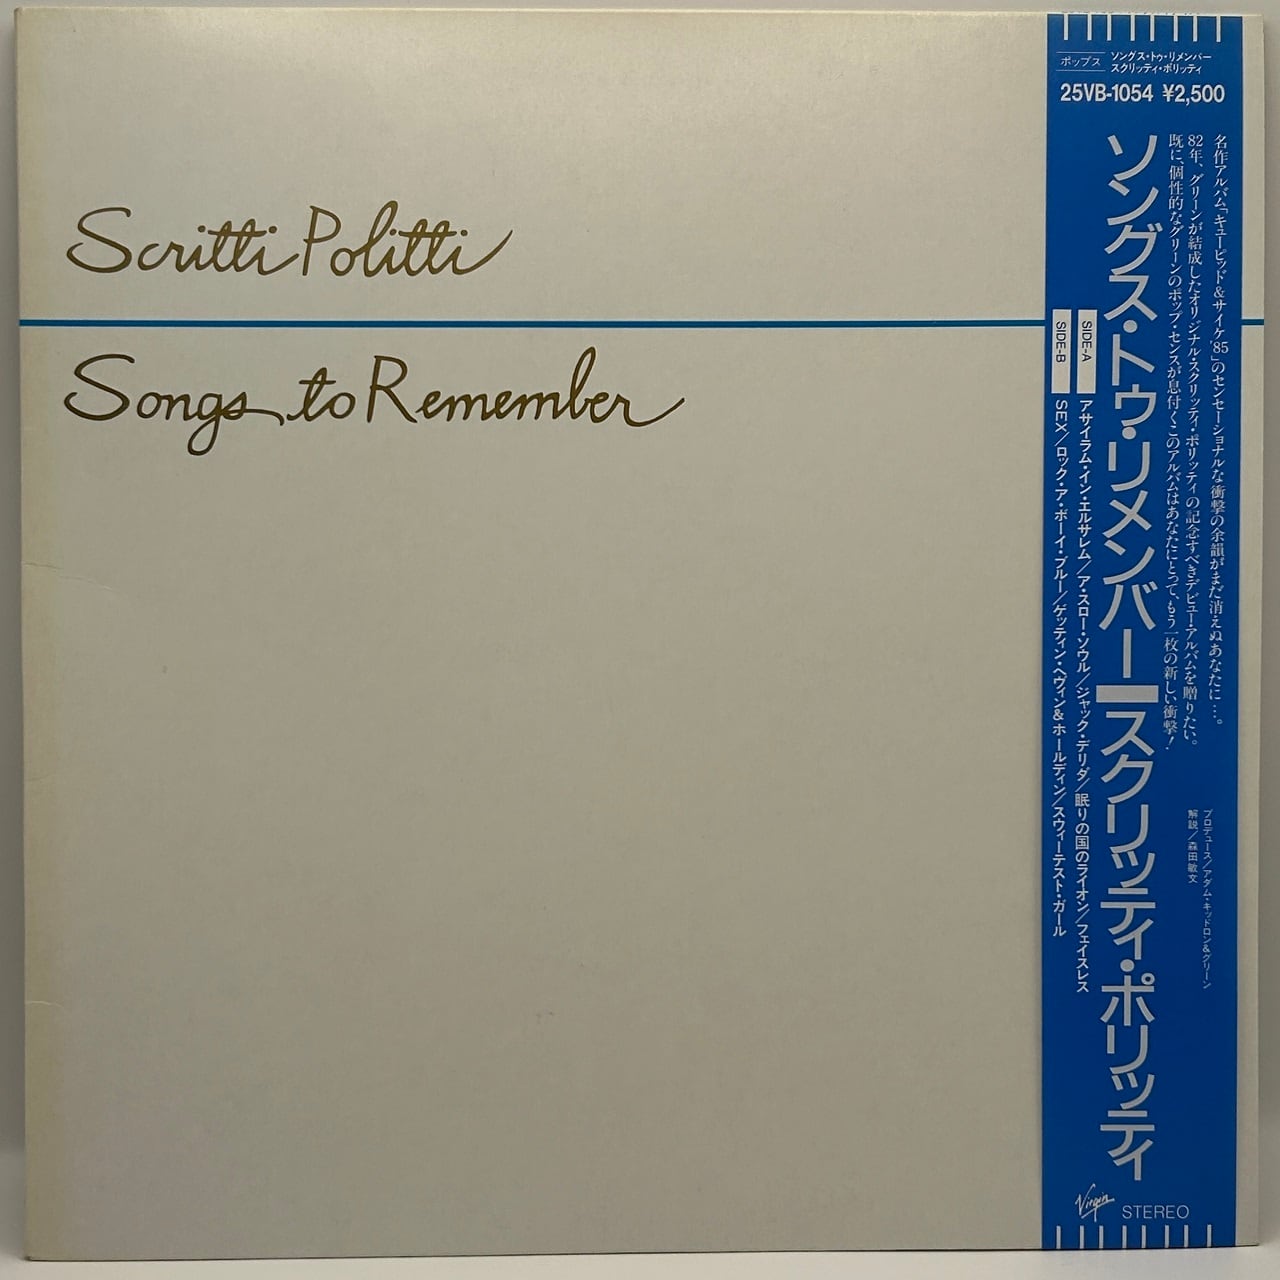 Scritti Politti
Songs to Remember
ポップス
ソングス・トゥ・リメンバー
スクリッティ・ポリッティ
25VB-1054 ¥2,500
名作アルバム「キューピッド&サイケ85」のセンセーショナルな衝撃の余韻がまだ消えぬあなたに…。
82年、グリーンが結成したオリジナル・スクリッティ・ポリッティの記念すべきデビュー・アルバムを贈りたい。
既に、個性的なグリーンのポップ・センスが息付くこのアルバムはあなたにとって、もう一枚の新しい衝撃!
プロデュース/アダム・キッドロン&グリーン
解説/森田敏文
ソングス・トゥ・リメンバー━スクリッティ・ポリッティ
SIDE-A アサイラム・イン・エルサレム/ア・スロー・ソウル/ジャック・デリダ/眠りの国のライオン/フェイスレス
SIDE-B SEX/ロック・ア・ボーイ・ブルー/ゲッティン・ヘヴィン&ホールディン/スウィーテスト・ガール
Virgin STEREO